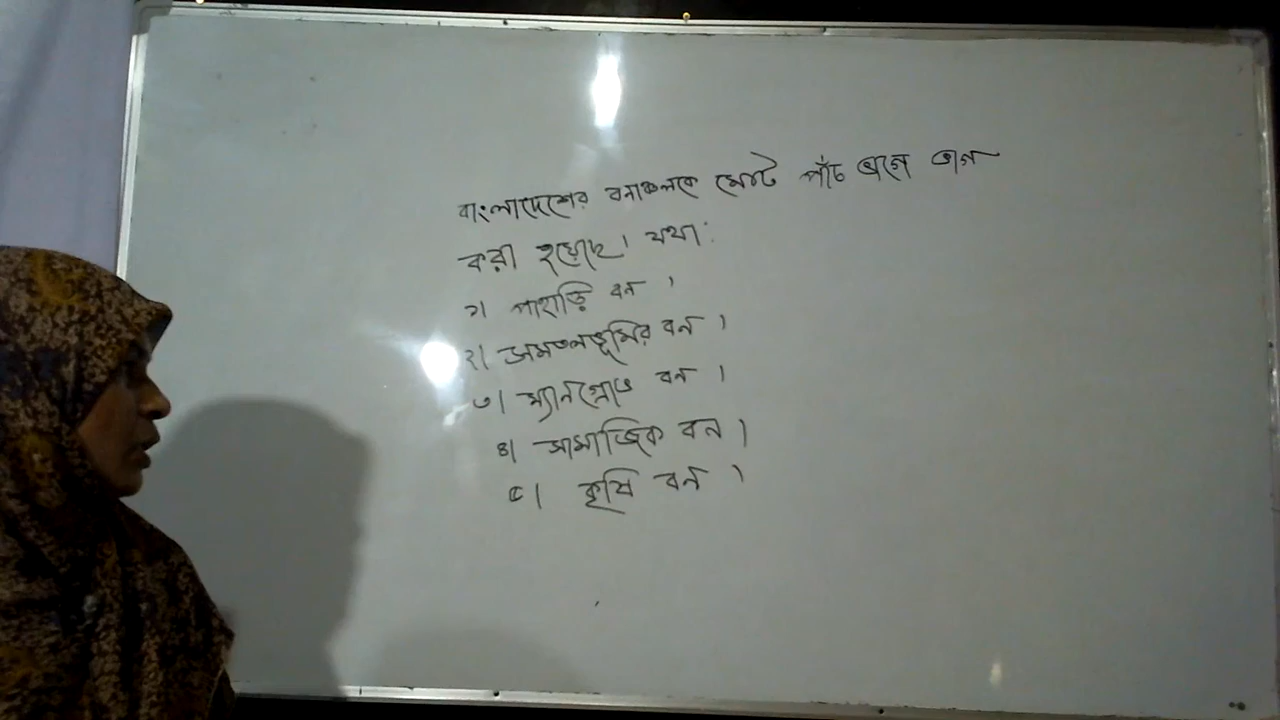 বাংলাদেশের বনাঞ্চলকে মোট পাঁচ ভাগে ভাগ
করা হয়েছে। যথা:
১। পাহাড়ি বন।
২। সমতলভূমির বন।
৩। ম্যানগ্রোভ বন।
৪। সামাজিক বন।
৫। কৃষি বন।